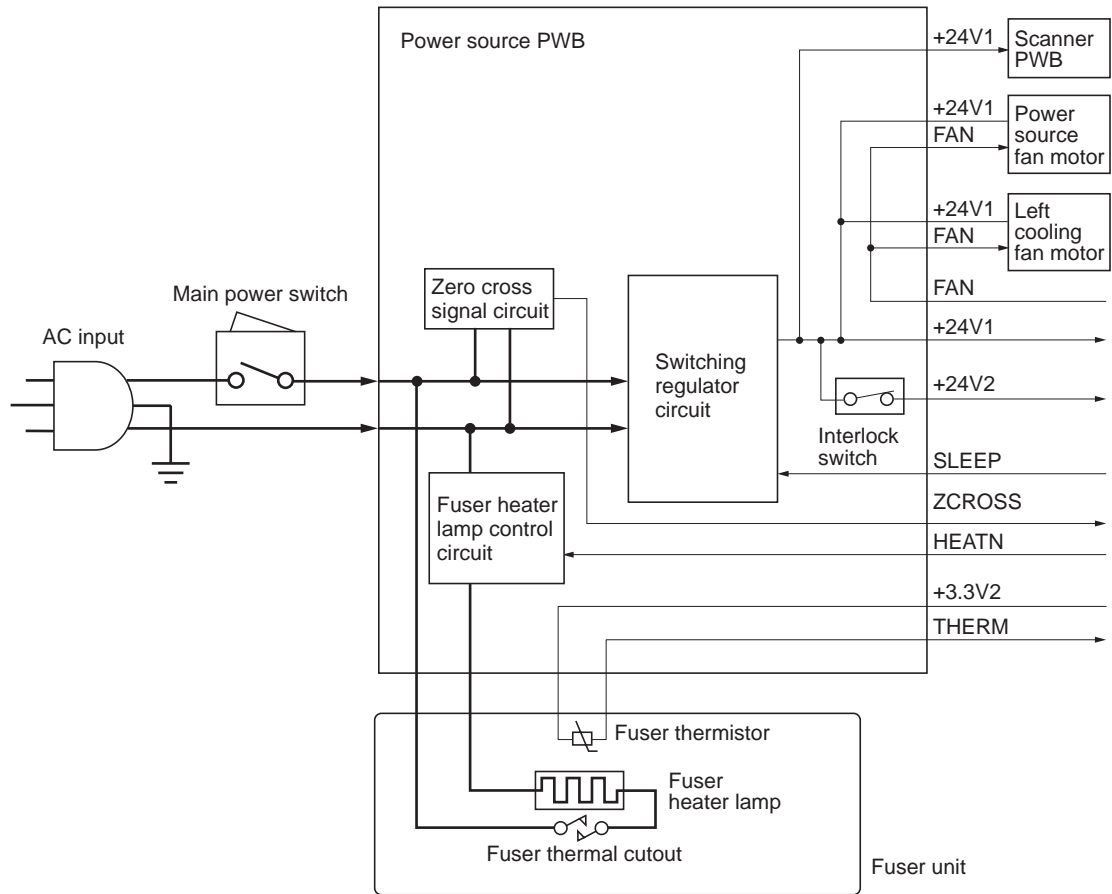 Power source PWB
+24V1
Scanner
PWB
+24V1
FAN
Power
source
fan motor
+24V1
FAN
Left
cooling
fan motor
FAN
+24V1
+24V2
Interlock
switch
SLEEP
ZCROSS
HEATN
+3.3V2
THERM
Main power switch
AC input
Zero cross
signal circuit
Switching
regulator
circuit
Fuser heater
lamp control
circuit
Fuser thermistor
Fuser
heater lamp
Fuser thermal cutout
Fuser unit